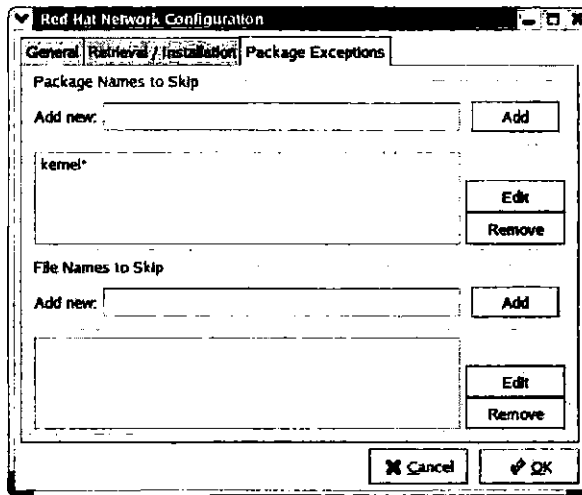 Red Hat Network Configuration
General Retrieval / Installation Package Exceptions
Package Names to Skip
Add new: Add
kernel*
Edit
Remove
File Names to Skip
Add new: Add
Edit
Remove
Cancel OK